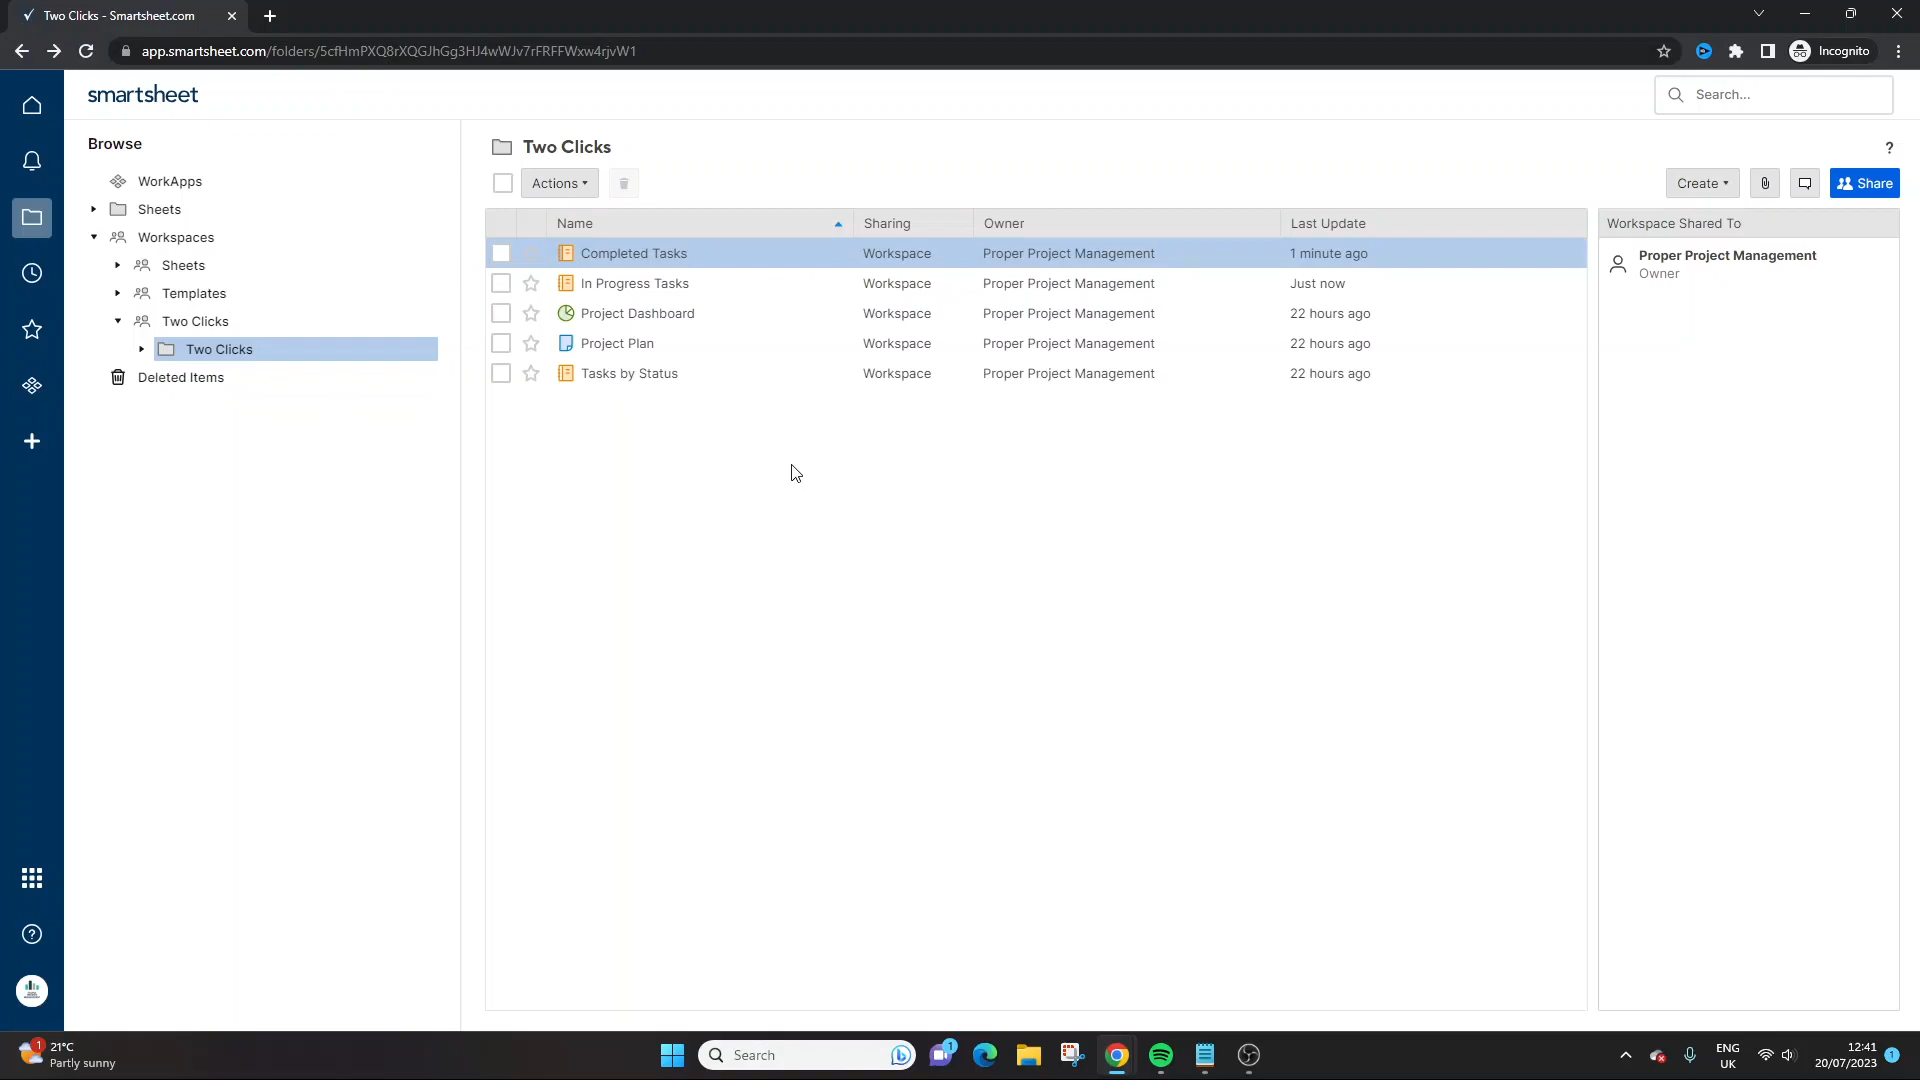 Two Clicks - Smartsheet.com
app.smartsheet.com/folders/5cfHmPXQ8rXQGJhGg3HJ4wWJv7rFRFFWxw4rjvW1
Incognito
smartsheet
Search...
Browse
WorkApps
Sheets
Workspaces
Sheets
Templates
Two Clicks
Two Clicks
Deleted Items
Two Clicks
?
Actions
Create
Share
Name Sharing Owner Last Update
Completed Tasks Workspace Proper Project Management 1 minute ago
In Progress Tasks Workspace Proper Project Management Just now
Project Dashboard Workspace Proper Project Management 22 hours ago
Project Plan Workspace Proper Project Management 22 hours ago
Tasks by Status Workspace Proper Project Management 22 hours ago
Workspace Shared To
Proper Project Management
Owner
1
21°C
Partly sunny
Search
1
ENG
UK
12:41
20/07/2023
1